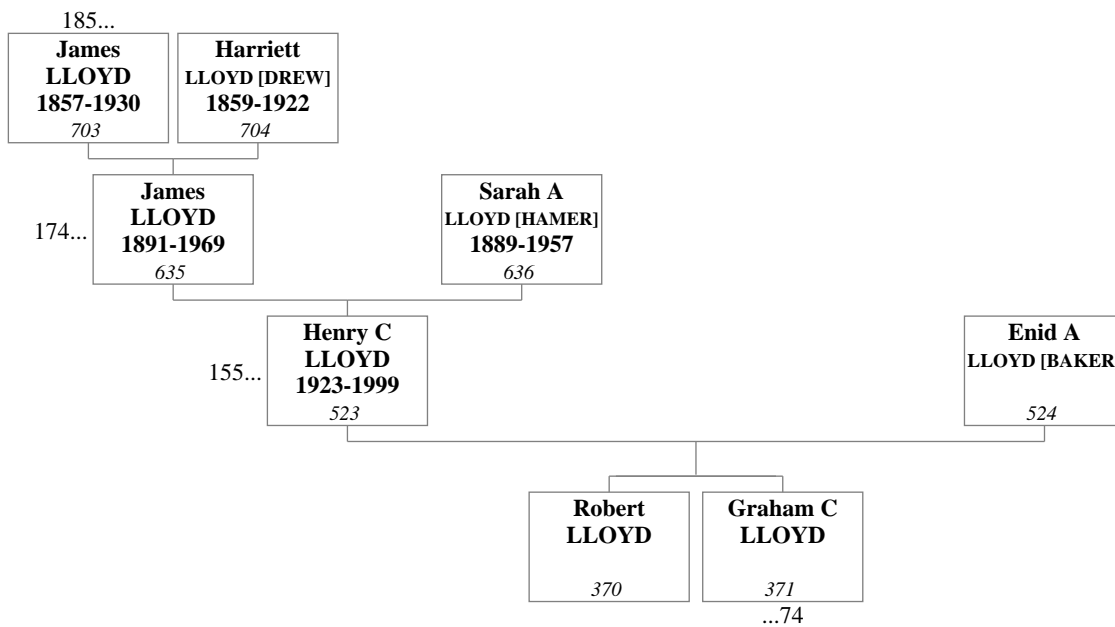 185...
James
LLOYD
1857-1930
703
Harriett
LLOYD [DREW]
1859-1922
704
174...
James
LLOYD
1891-1969
635
Sarah A
LLOYD [HAMER]
1889-1957
636
155...
Henry C
LLOYD
1923-1999
523
Enid A
LLOYD [BAKER
524
Robert
LLOYD
370
Graham C
LLOYD
371
...74